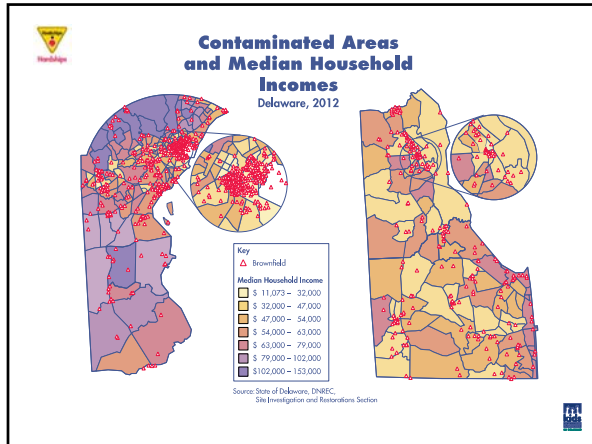 Hardships
Contaminated Areas
and Median Household
Incomes
Delaware, 2012
Key
Brownfield
Median Household Income
$ 11,073 – 32,000
$ 32,000 – 47,000
$ 47,000 – 54,000
$ 54,000 – 63,000
$ 63,000 – 79,000
$ 79,000 – 102,000
$102,000 – 153,000
Source: State of Delaware, DNREC,
Site Investigation and Restorations Section